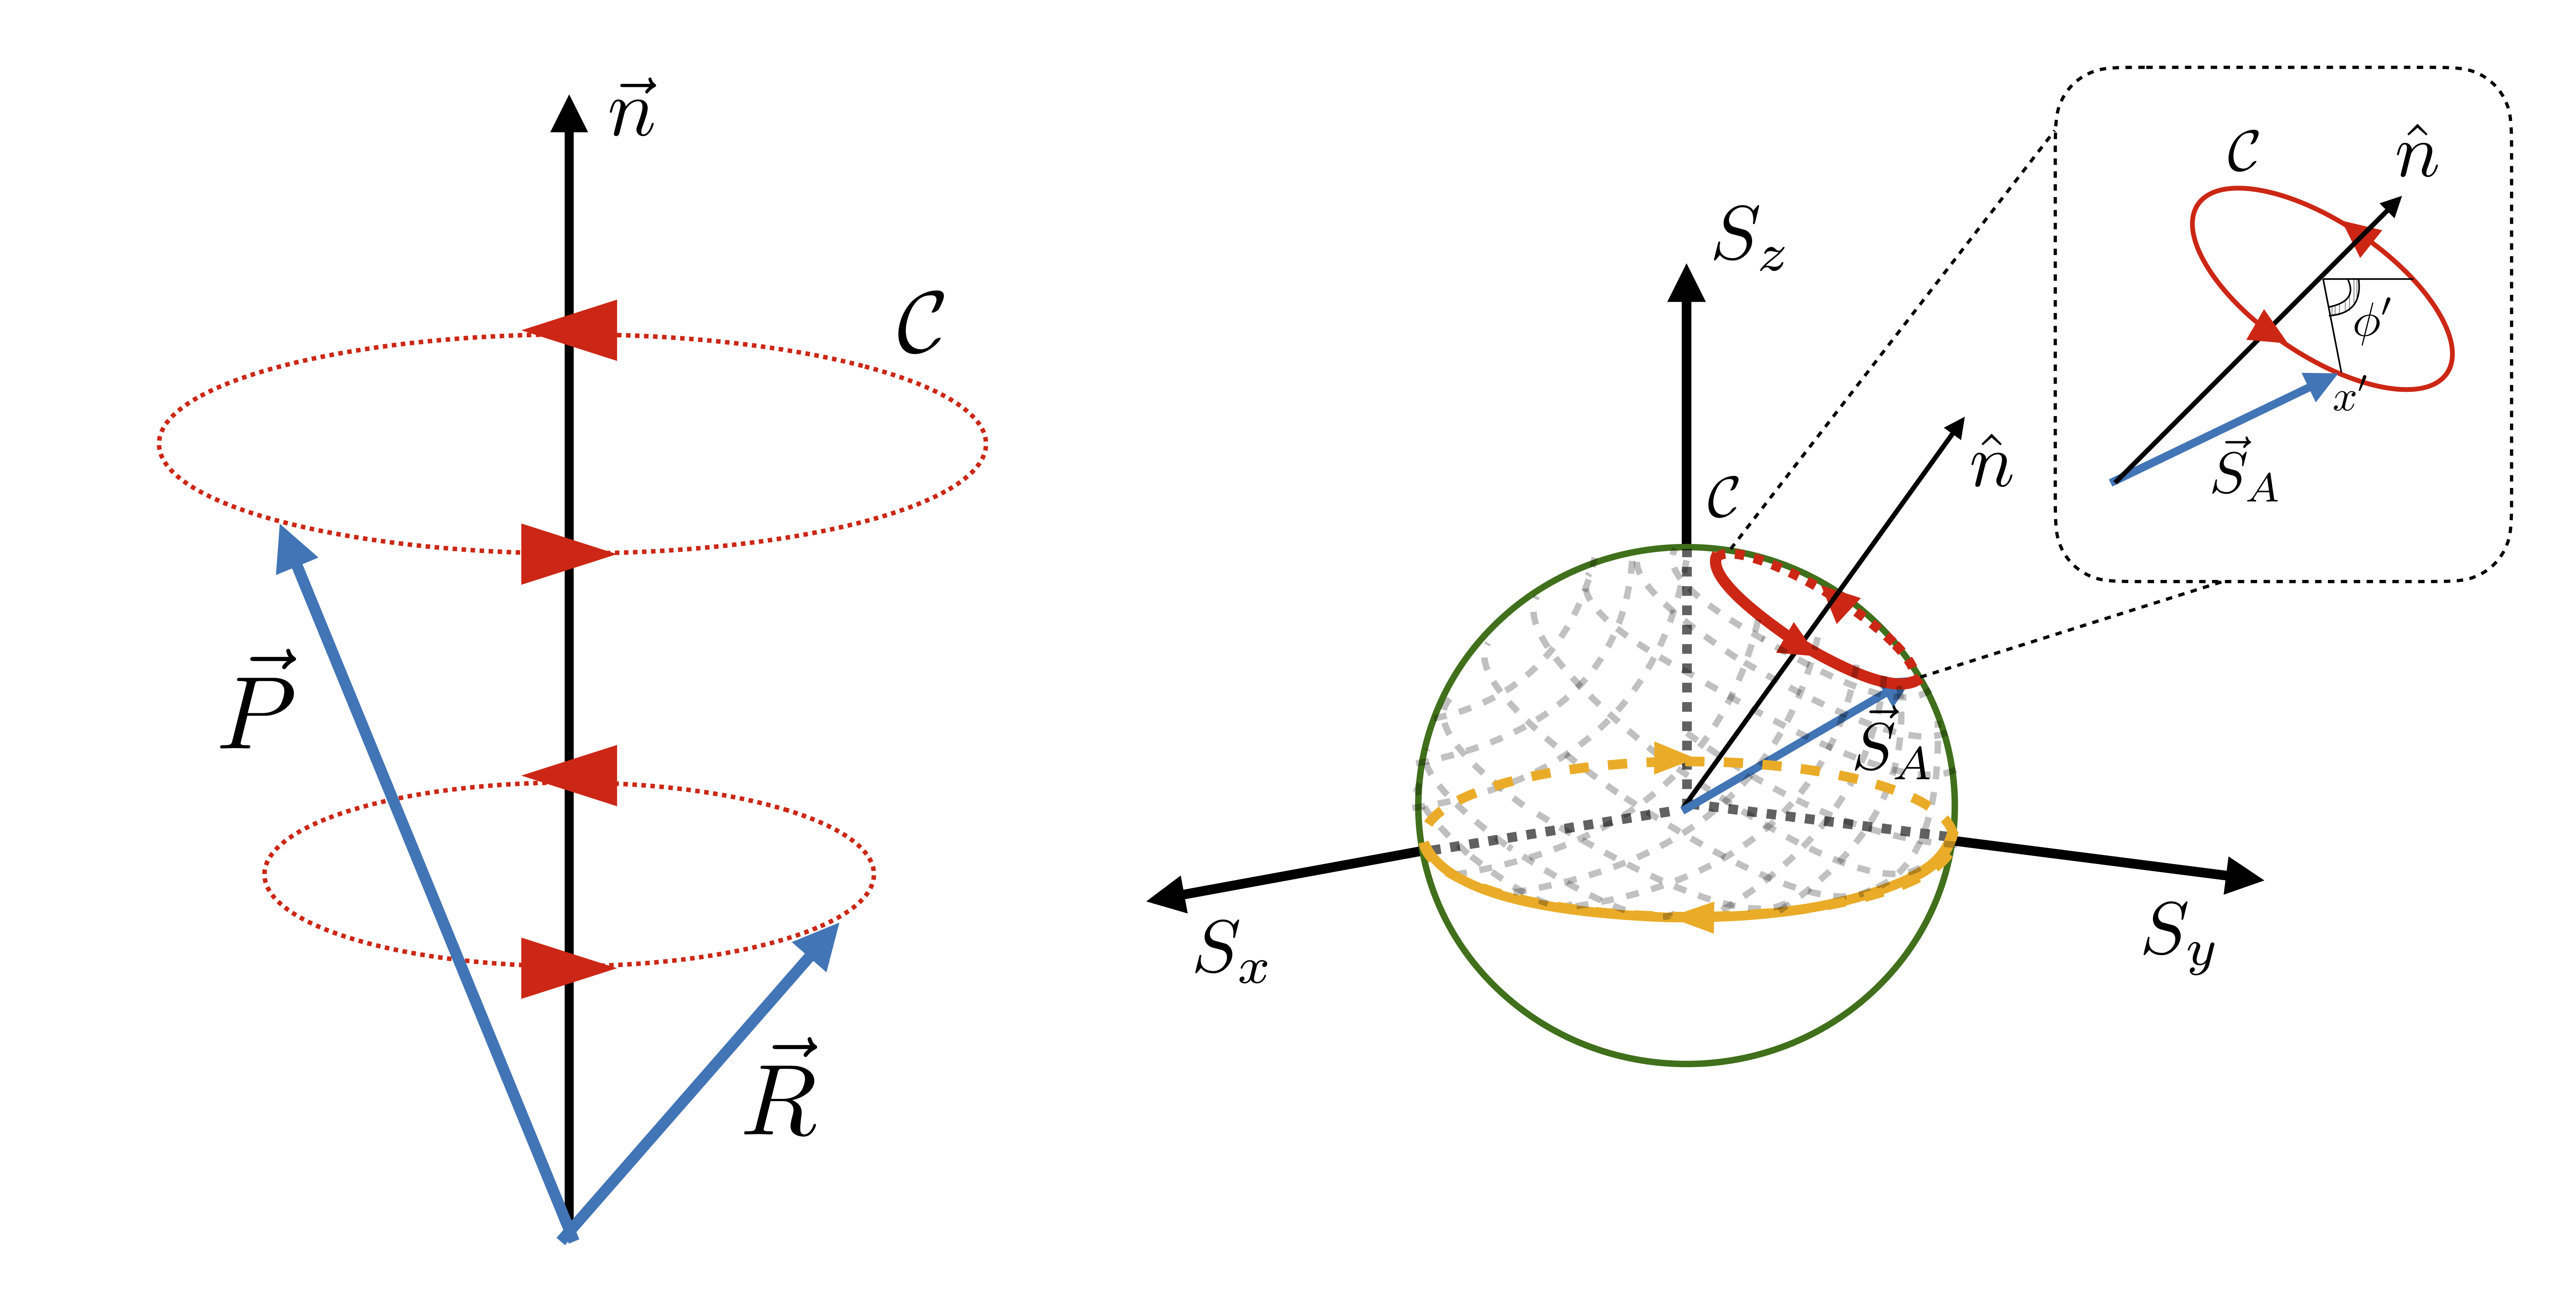 $\vec{n}$
$\mathcal{C}$
$\vec{P}$
$\vec{R}$
$S_z$
$\mathcal{C}$
$\hat{n}$
$\vec{S}_A$
$S_x$
$S_y$
$\mathcal{C}$
$\hat{n}$
$\phi'$
$x'$
$\vec{S}_A$